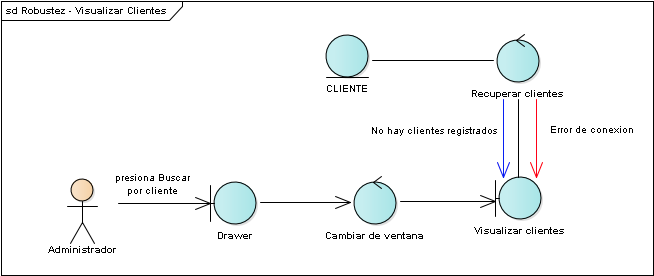 sd Robustez - Visualizar Clientes
CLIENTE
Recuperar clientes
No hay clientes registrados
Error de conexion
presiona Buscar
por cliente
Administrador
Drawer
Cambiar de ventana
Visualizar clientes